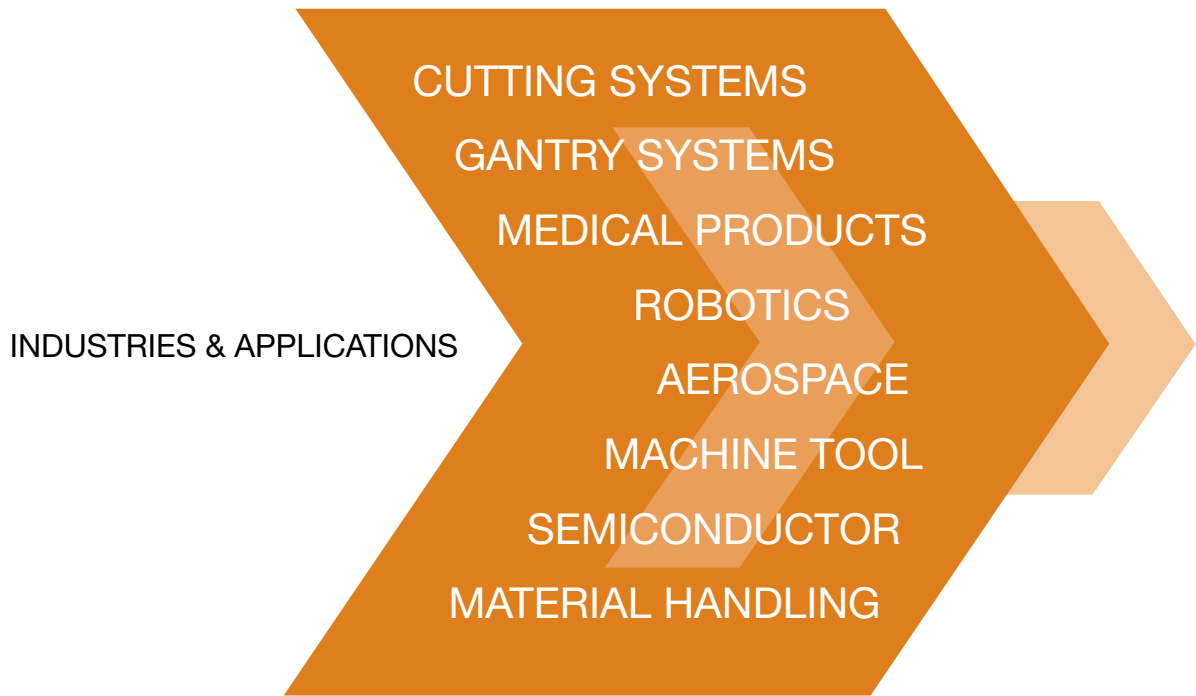 CUTTING SYSTEMS
GANTRY SYSTEMS
MEDICAL PRODUCTS
ROBOTICS
INDUSTRIES & APPLICATIONS
AEROSPACE
MACHINE TOOL
SEMICONDUCTOR
MATERIAL HANDLING